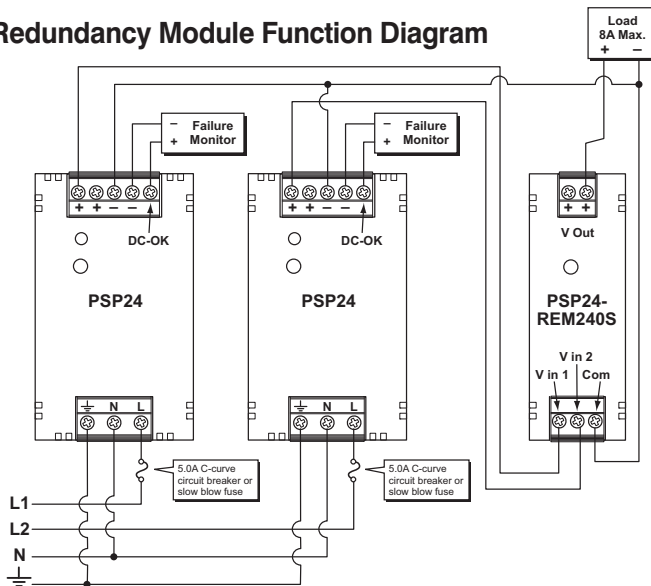 Redundancy Module Function Diagram
Load
8A Max.
+ –
– Failure
+ Monitor
– Failure
+ Monitor
+ + – –
DC-OK
+ + – –
DC-OK
+ +
V Out
PSP24
PSP24
PSP24-
REM240S
V in 2
V in 1 Com
N L
N L
5.0A C-curve
circuit breaker or
slow blow fuse
5.0A C-curve
circuit breaker or
slow blow fuse
L1
L2
N